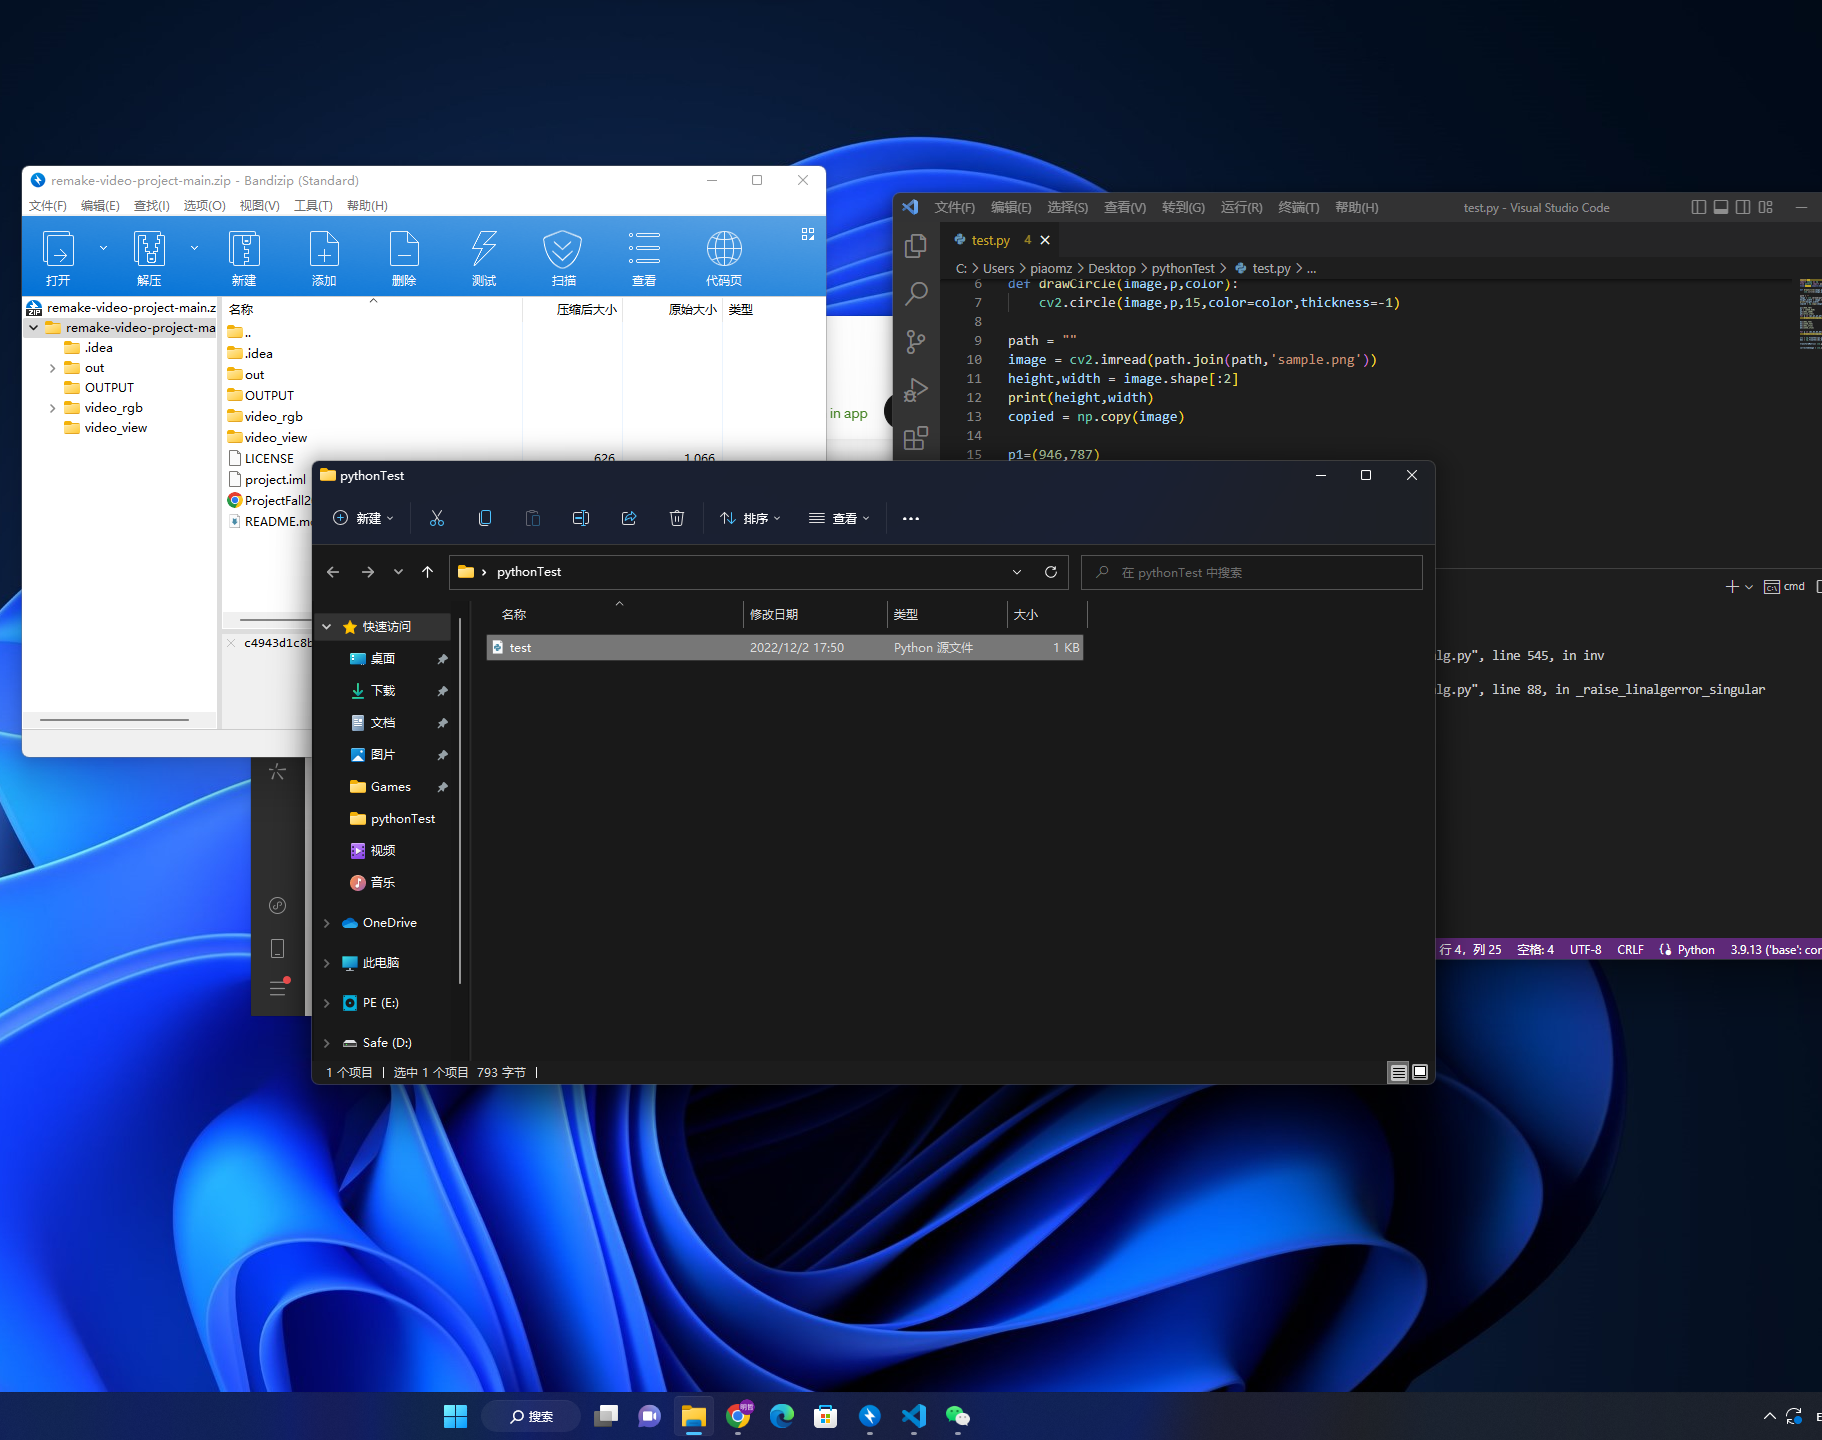 remake-video-project-main.zip - Bandizip (Standard)
文件(F) 编辑(E) 查找(I) 选项(O) 视图(V) 工具(T) 帮助(H)
打开 解压 新建 添加 删除 测试 扫描 查看 代码页
remake-video-project-main.z
remake-video-project-ma
.idea
out
OUTPUT
video_rgb
video_view
名称 压缩后大小 原始大小 类型
..
.idea
out
OUTPUT
video_rgb
video_view
LICENSE 626 1,066
project.iml
ProjectFall2
README.m
c4943d1c8b
in app
文件(F) 编辑(E) 选择(S) 查看(V) 转到(G) 运行(R) 终端(T) 帮助(H) test.py - Visual Studio Code
test.py 4
C: > Users > piaomz > Desktop > pythonTest > test.py > ...
6 def drawCircle(image,p,color):
7 cv2.circle(image,p,15,color=color,thickness=-1)
8
9 path = ""
10 image = cv2.imread(path.join(path,'sample.png'))
11 height,width = image.shape[:2]
12 print(height,width)
13 copied = np.copy(image)
14
15 p1=(946,787)
cmd
lg.py", line 545, in inv
lg.py", line 88, in _raise_linalgerror_singular
行 4, 列 25 空格: 4 UTF-8 CRLF Python 3.9.13 ('base': con
pythonTest
新建 排序 查看
pythonTest
在 pythonTest 中搜索
名称 修改日期 类型 大小
test 2022/12/2 17:50 Python 源文件 1 KB
快速访问
桌面
下载
文档
图片
Games
pythonTest
视频
音乐
OneDrive
此电脑
PE (E:)
Safe (D:)
1 个项目 选中 1 个项目 793 字节
搜索